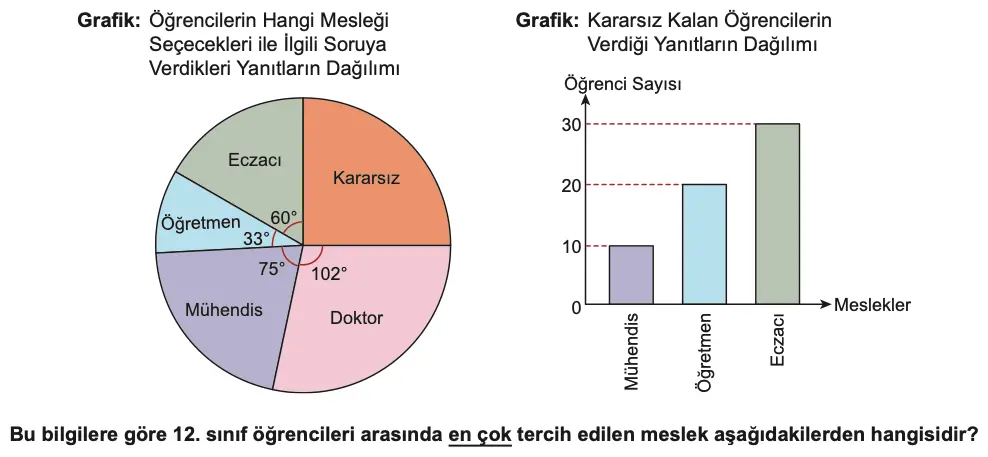 Grafik: Öğrencilerin Hangi Mesleği
Seçecekleri ile İlgili Soruya
Verdikleri Yanıtların Dağılımı
Eczacı
Kararsız
Öğretmen
60°
33°
75°
102°
Mühendis
Doktor
Grafik: Kararsız Kalan Öğrencilerin
Verdiği Yanıtların Dağılımı
Öğrenci Sayısı
30
20
10
0
Meslekler
Mühendis
Öğretmen
Eczacı
Bu bilgilere göre 12. sınıf öğrencileri arasında en çok tercih edilen meslek aşağıdakilerden hangisidir?